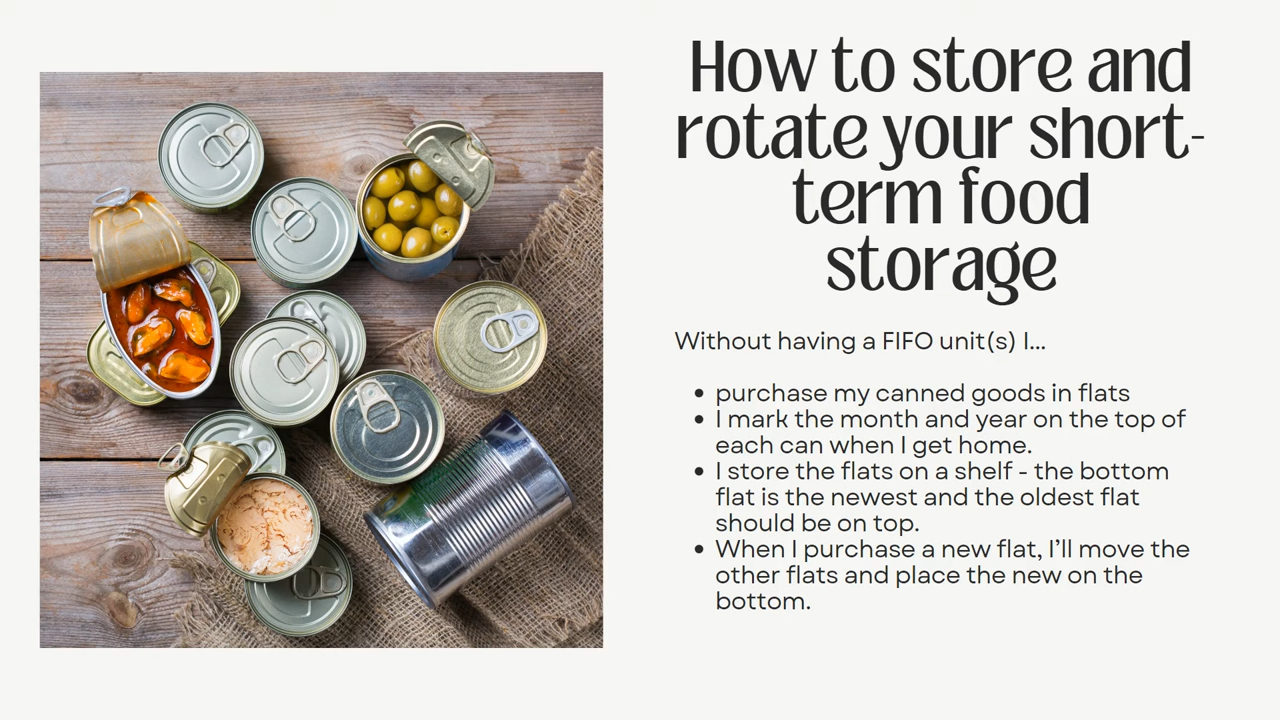 How to store and
rotate your short-
term food
storage
Without having a FIFO unit(s) I...
• purchase my canned goods in flats
• I mark the month and year on the top of
each can when I get home.
• I store the flats on a shelf - the bottom
flat is the newest and the oldest flat
should be on top.
• When I purchase a new flat, I’ll move the
other flats and place the new on the
bottom.